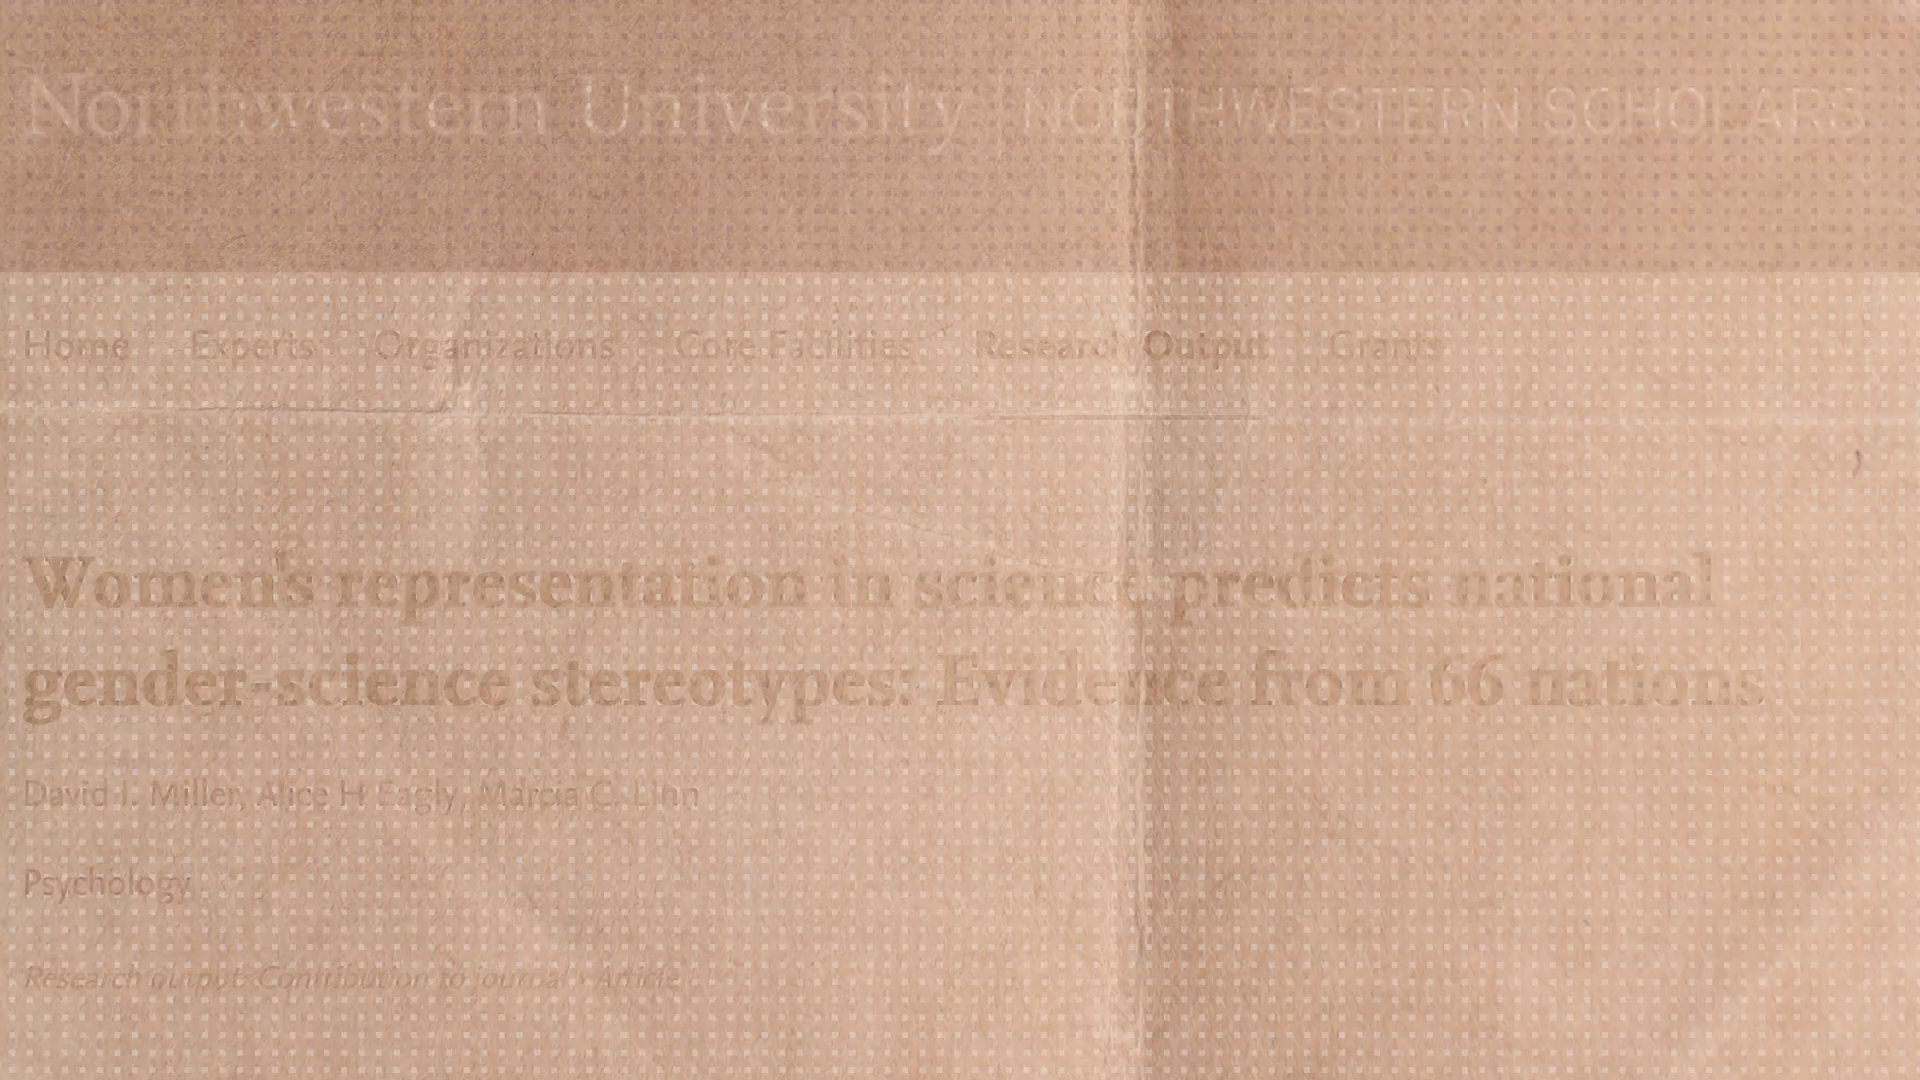 Northwestern University | NORTHWESTERN SCHOLARS
Home Experts Organizations Core Facilities Research Output Grants
Women's representation in science predicts national
gender-science stereotypes: Evidence from 66 nations
David I. Miller, Alice H Eagly, Marcia C. Linn
Psychology
Research output: Contribution to journal › Article